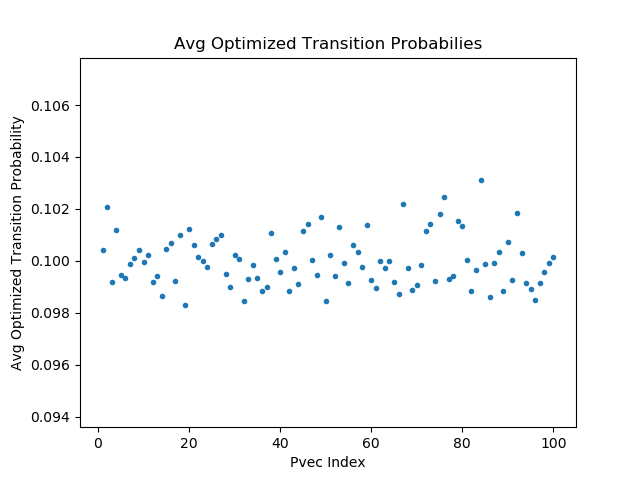 Avg Optimized Transition Probabilies
Avg Optimized Transition Probability
0.106
0.104
0.102
0.100
0.098
0.096
0.094
0 20 40 60 80 100
Pvec Index